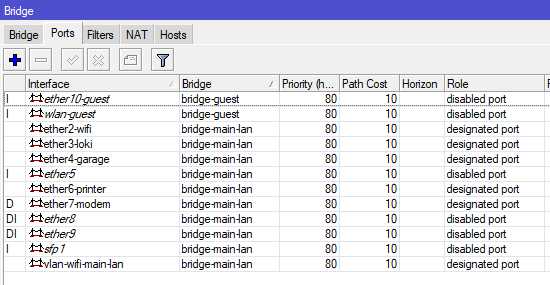 Bridge
Bridge Ports Filters NAT Hosts
Interface Bridge Priority (h... Path Cost Horizon Role
I ether10-guest bridge-guest 80 10 disabled port
I wlan-guest bridge-guest 80 10 disabled port
ether2-wifi bridge-main-lan 80 10 designated port
ether3-loki bridge-main-lan 80 10 designated port
ether4-garage bridge-main-lan 80 10 designated port
I ether5 bridge-main-lan 80 10 disabled port
ether6-printer bridge-main-lan 80 10 designated port
D ether7-modem bridge-main-lan 80 10 designated port
DI ether8 bridge-main-lan 80 10 disabled port
DI ether9 bridge-main-lan 80 10 disabled port
I sfp1 bridge-main-lan 80 10 disabled port
vlan-wifi-main-lan bridge-main-lan 80 10 designated port